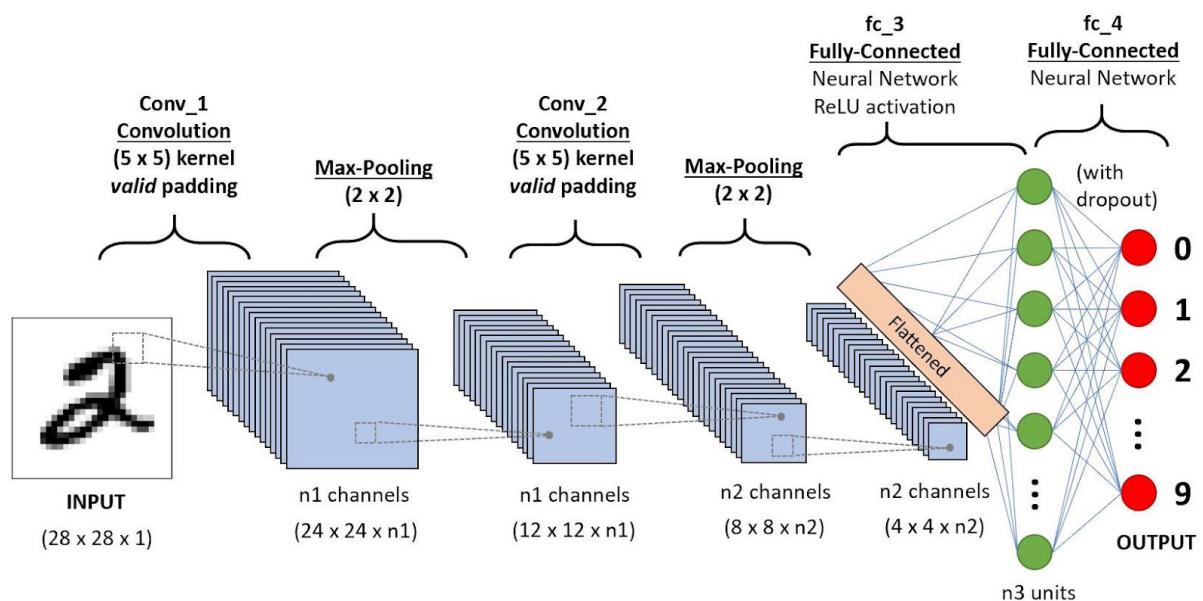 fc_3
Fully-Connected
Neural Network
ReLU activation
fc_4
Fully-Connected
Neural Network
Conv_1
Convolution
(5 x 5) kernel
valid padding
Max-Pooling
(2 x 2)
Conv_2
Convolution
(5 x 5) kernel
valid padding
Max-Pooling
(2 x 2)
(with
dropout)
Flattened
0
1
2
9
OUTPUT
INPUT
(28 x 28 x 1)
n1 channels
(24 x 24 x n1)
n1 channels
(12 x 12 x n1)
n2 channels
(8 x 8 x n2)
n2 channels
(4 x 4 x n2)
n3 units
2